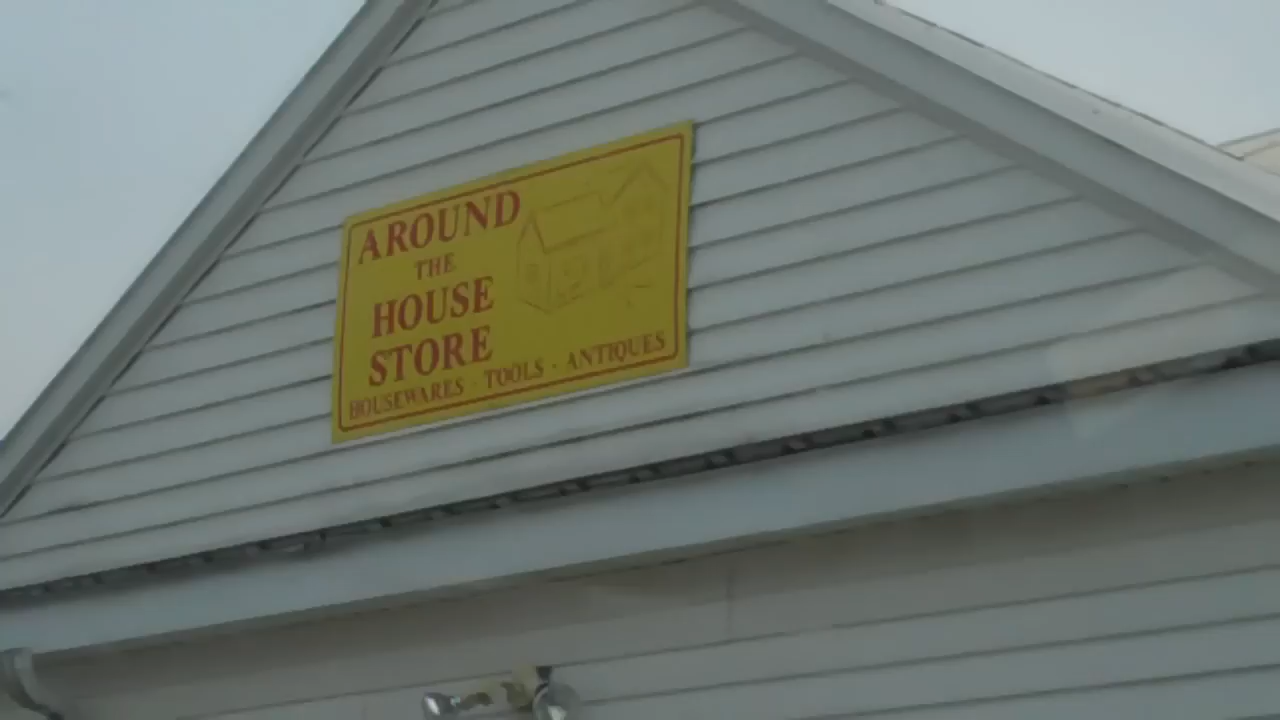 AROUND
THE
HOUSE
STORE
HOUSEWARES · TOOLS · ANTIQUES